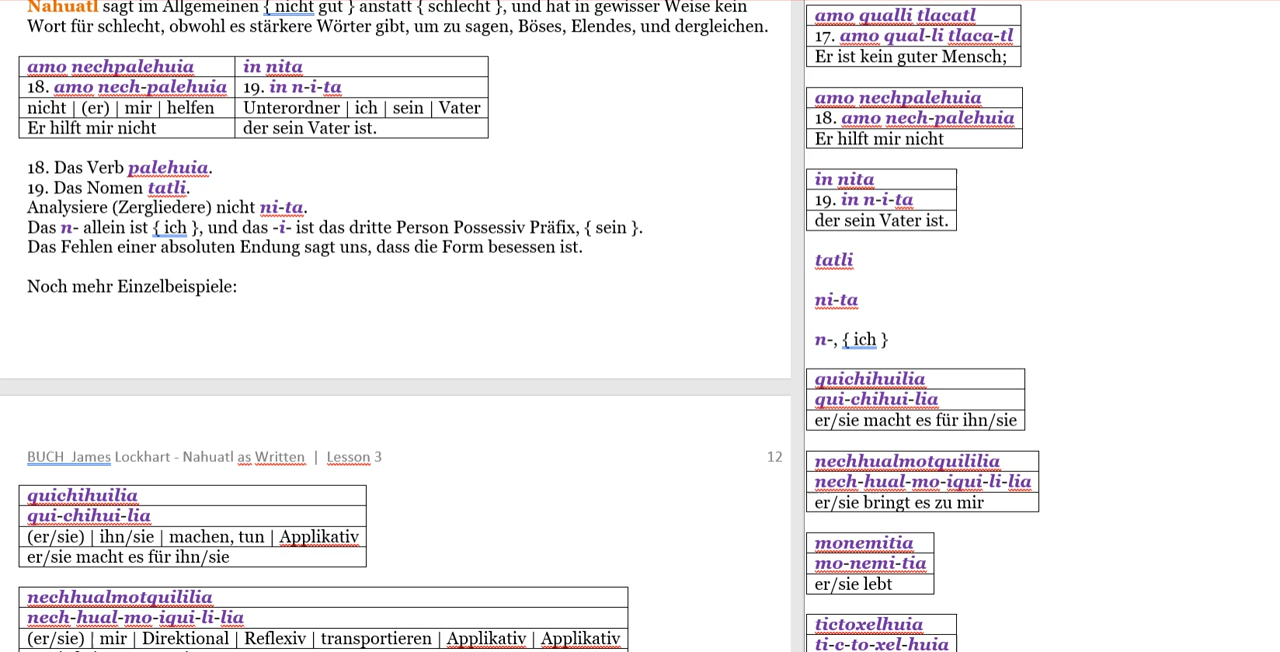 Nahuatl sagt im Allgemeinen { nicht gut } anstatt { schlecht }, und hat in gewisser Weise kein
Wort für schlecht, obwohl es stärkere Wörter gibt, um zu sagen, Böses, Elendes, und dergleichen.
amo nechpalehuia in nita
18. amo nech-palehuia 19. in n-i-ta
nicht | (er) | mir | helfen Unterordner | ich | sein | Vater
Er hilft mir nicht der sein Vater ist.
18. Das Verb palehuia.
19. Das Nomen tatli.
Analysiere (Zergliedere) nicht ni-ta.
Das n- allein ist { ich }, und das -i- ist das dritte Person Possessiv Präfix, { sein }.
Das Fehlen einer absoluten Endung sagt uns, dass die Form besessen ist.
Noch mehr Einzelbeispiele:
BUCH James Lockhart - Nahuatl as Written | Lesson 3 12
quichihuilia
qui-chihui-lia
(er/sie) | ihn/sie | machen, tun | Applikativ
er/sie macht es für ihn/sie
nechhualmotquililia
nech-hual-mo-iqui-li-lia
(er/sie) | mir | Direktional | Reflexiv | transportieren | Applikativ | Applikativ
amo qualli tlacatl
17. amo qual-li tlaca-tl
Er ist kein guter Mensch;
amo nechpalehuia
18. amo nech-palehuia
Er hilft mir nicht
in nita
19. in n-i-ta
der sein Vater ist.
tatli
ni-ta
n-, { ich }
quichihuilia
qui-chihui-lia
er/sie macht es für ihn/sie
nechhualmotquililia
nech-hual-mo-iqui-li-lia
er/sie bringt es zu mir
monemitia
mo-nemi-tia
er/sie lebt
tictoxelhuia
ti-c-to-xel-huia